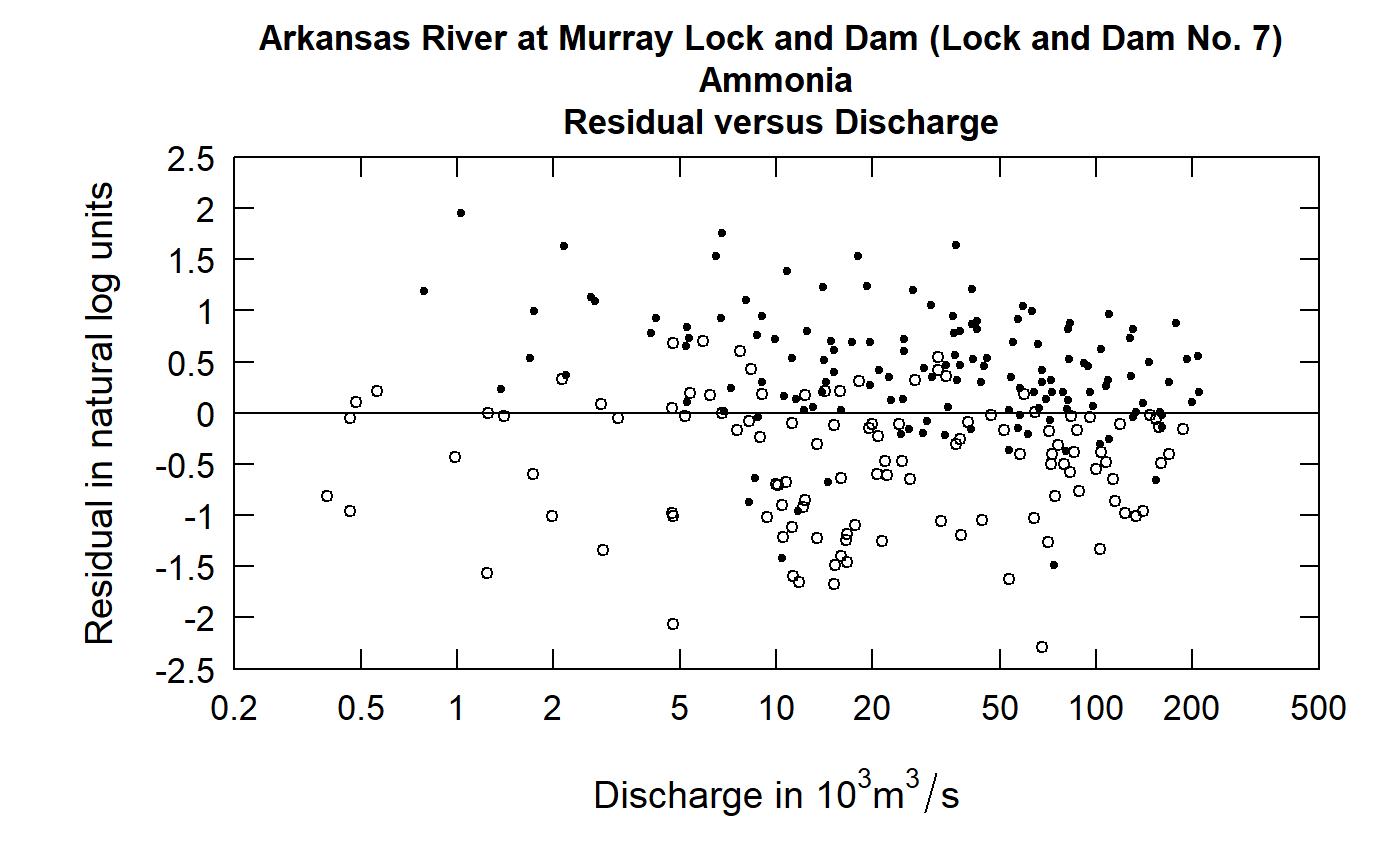 Arkansas River at Murray Lock and Dam (Lock and Dam No. 7)
Ammonia
Residual versus Discharge
Residual in natural log units
2.5
2
1.5
1
0.5
0
-0.5
-1
-1.5
-2
-2.5
0.2 0.5 1 2 5 10 20 50 100 200 500
Discharge in 10³m³/s